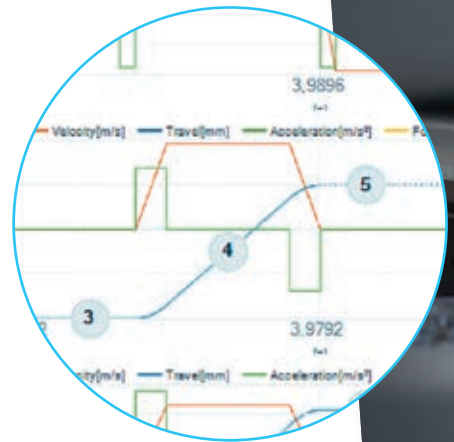 3,9896
Velocity[m/s] Travel[mm] Acceleration[m/s²]
5
4
3
3,9792
Travel[mm] Acceleration[m/s²]